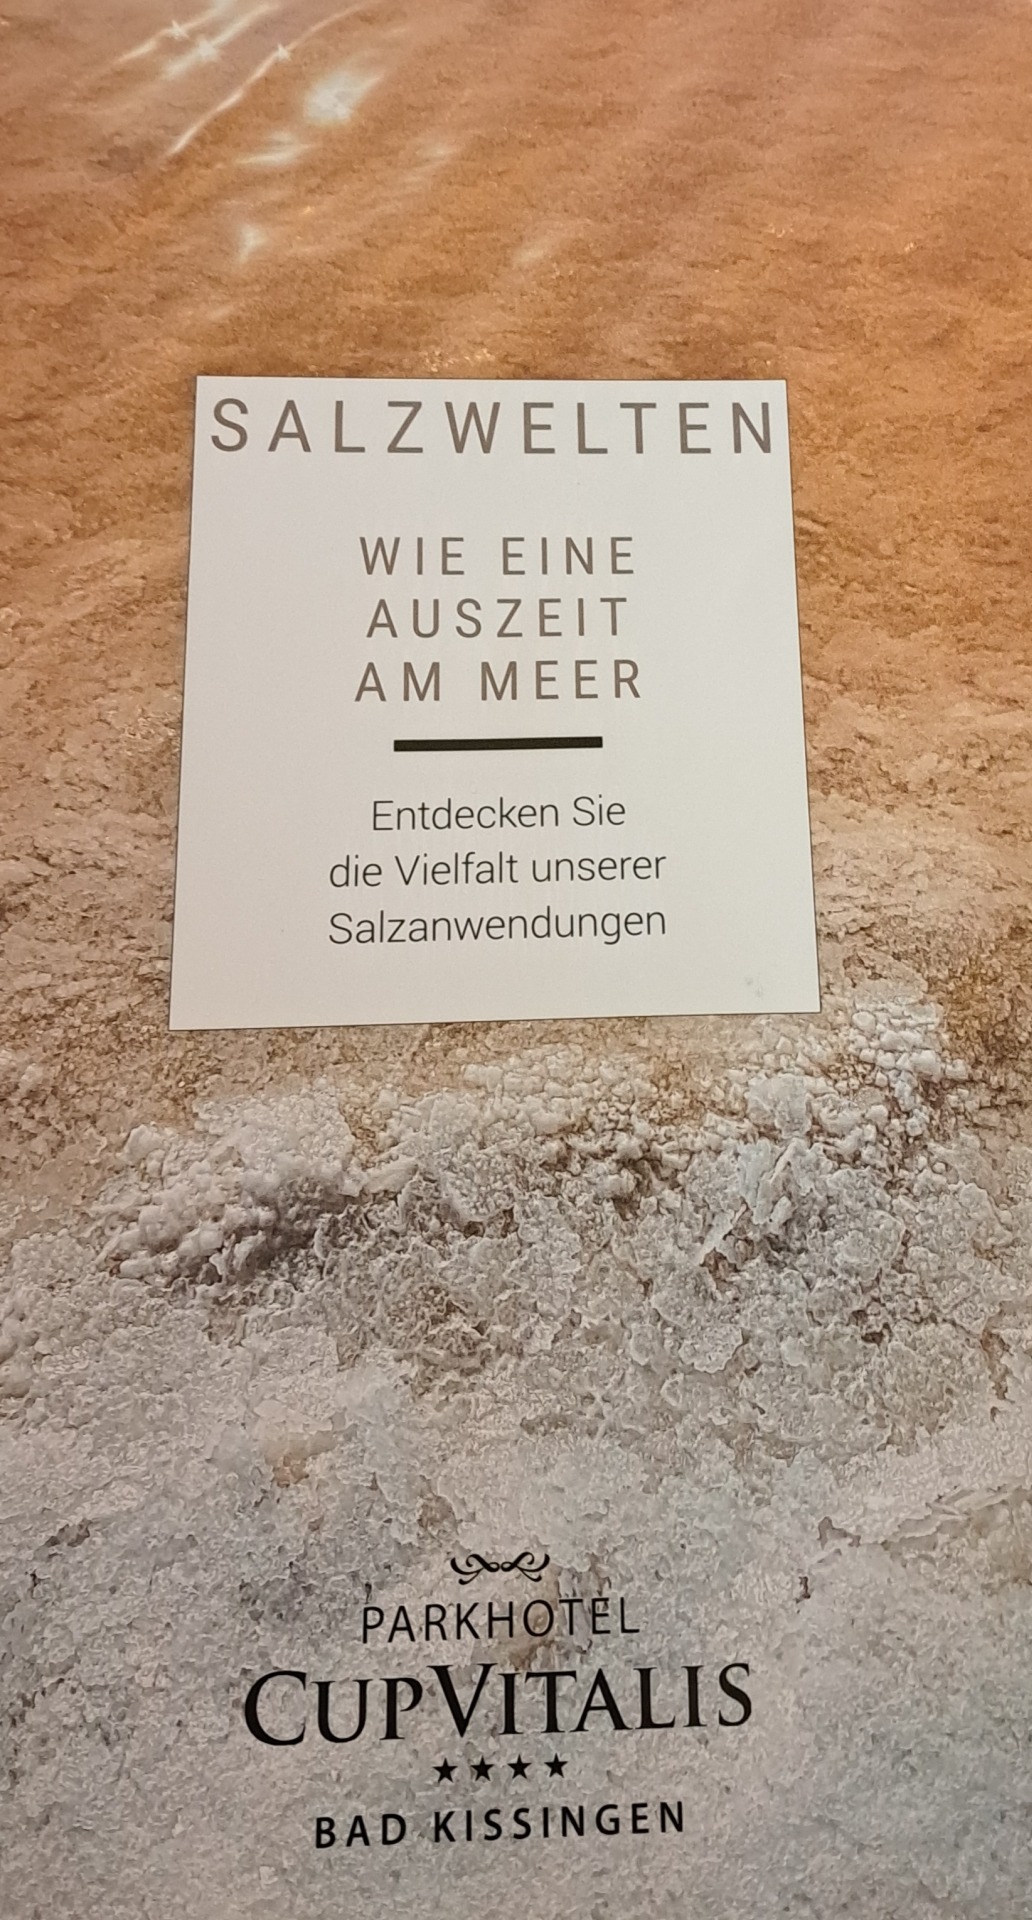 SALZWELTEN
WIE EINE
AUSZEIT
AM MEER
Entdecken Sie
die Vielfalt unserer
Salzanwendungen
PARKHOTEL
CUPVITALIS
★★★★
BAD KISSINGEN